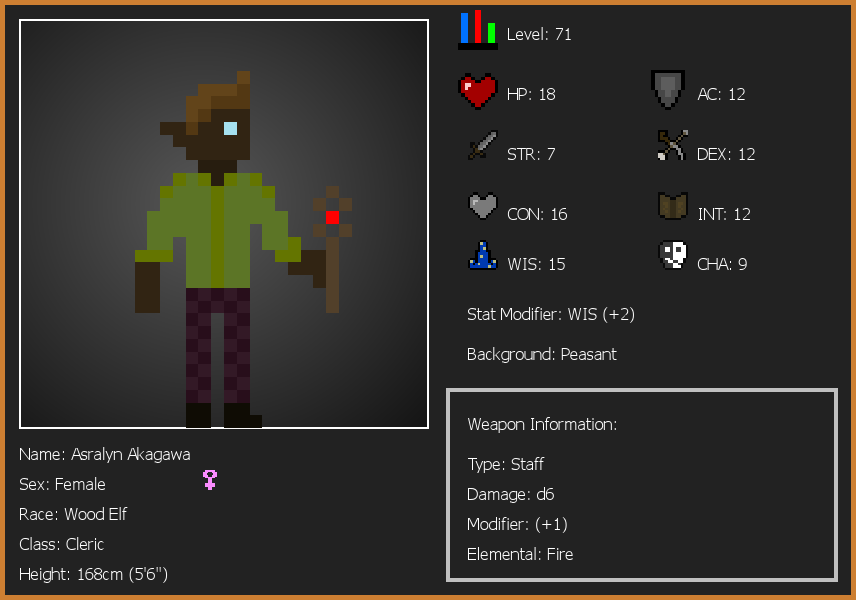 Level: 71
HP: 18
AC: 12
STR: 7
DEX: 12
CON: 16
INT: 12
WIS: 15
CHA: 9
Stat Modifier: WIS (+2)
Background: Peasant
Weapon Information:
Type: Staff
Damage: d6
Modifier: (+1)
Elemental: Fire
Name: Asralyn Akagawa
Sex: Female
Race: Wood Elf
Class: Cleric
Height: 168cm (5'6")